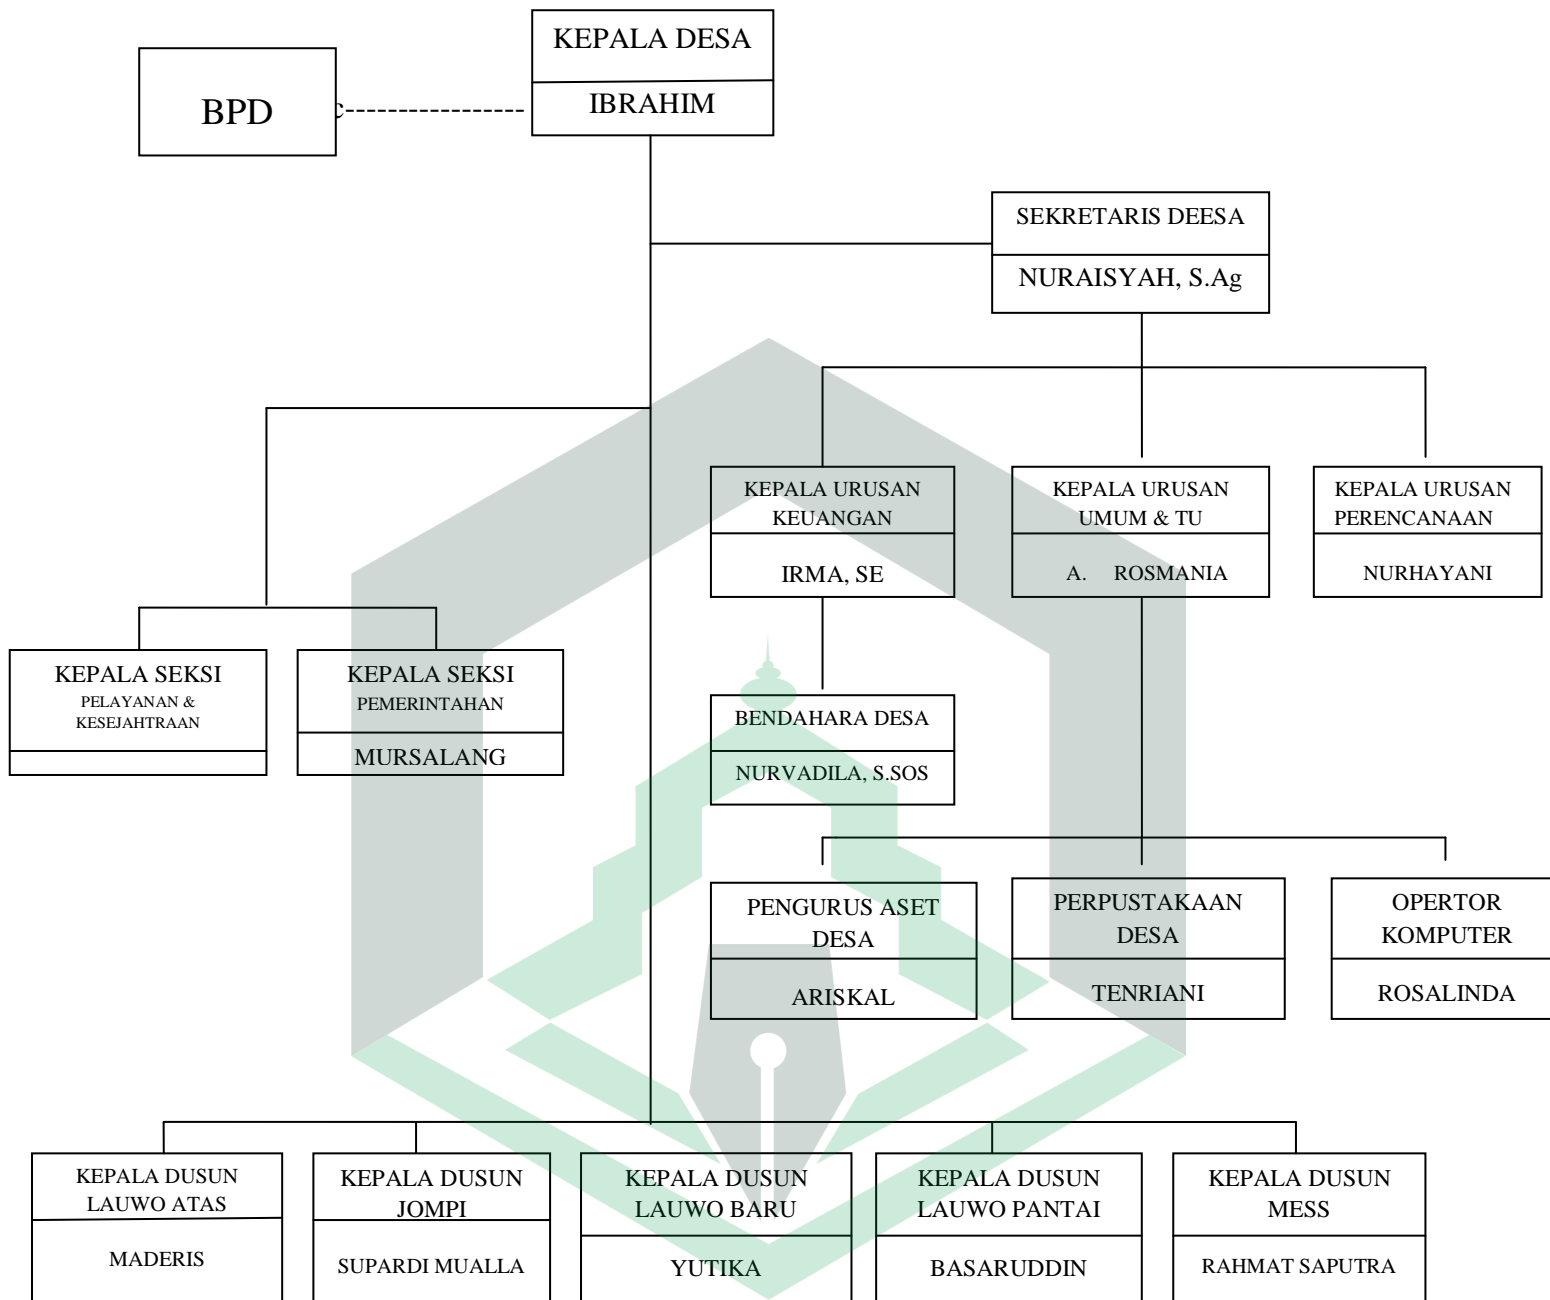 KEPALA DESA
IBRAHIM
BPD
SEKRETARIS DEESA
NURAISYAH, S.Ag
KEPALA URUSAN
KEUANGAN
IRMA, SE
KEPALA URUSAN
UMUM & TU
A. ROSMANIA
KEPALA URUSAN
PERENCANAAN
NURHAYANI
KEPALA SEKSI
PELAYANAN &
KESEJAHTRAAN
KEPALA SEKSI
PEMERINTAHAN
MURSALANG
BENDAHARA DESA
NURVADILA, S.SOS
PENGURUS ASET
DESA
ARISKAL
PERPUSTAKAAN
DESA
TENRIANI
OPERTOR
KOMPUTER
ROSALINDA
KEPALA DUSUN
LAUWO ATAS
MADERIS
KEPALA DUSUN
JOMPI
SUPARDI MUALLA
KEPALA DUSUN
LAUWO BARU
YUTIKA
KEPALA DUSUN
LAUWO PANTAI
BASARUDDIN
KEPALA DUSUN
MESS
RAHMAT SAPUTRA